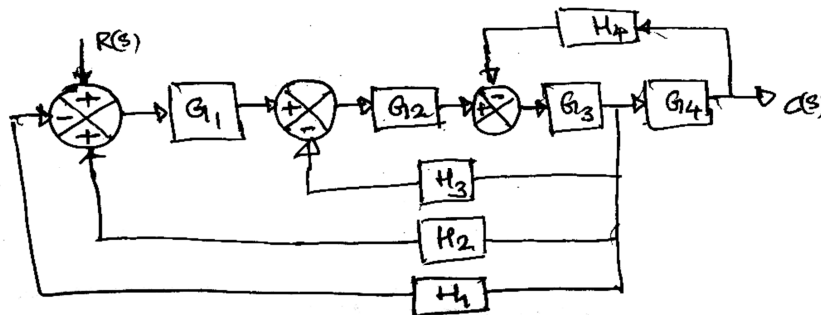 H4
R(s)
+ - +
G1 + - G2 + - G3 G4
C(s)
H3
H2
H1